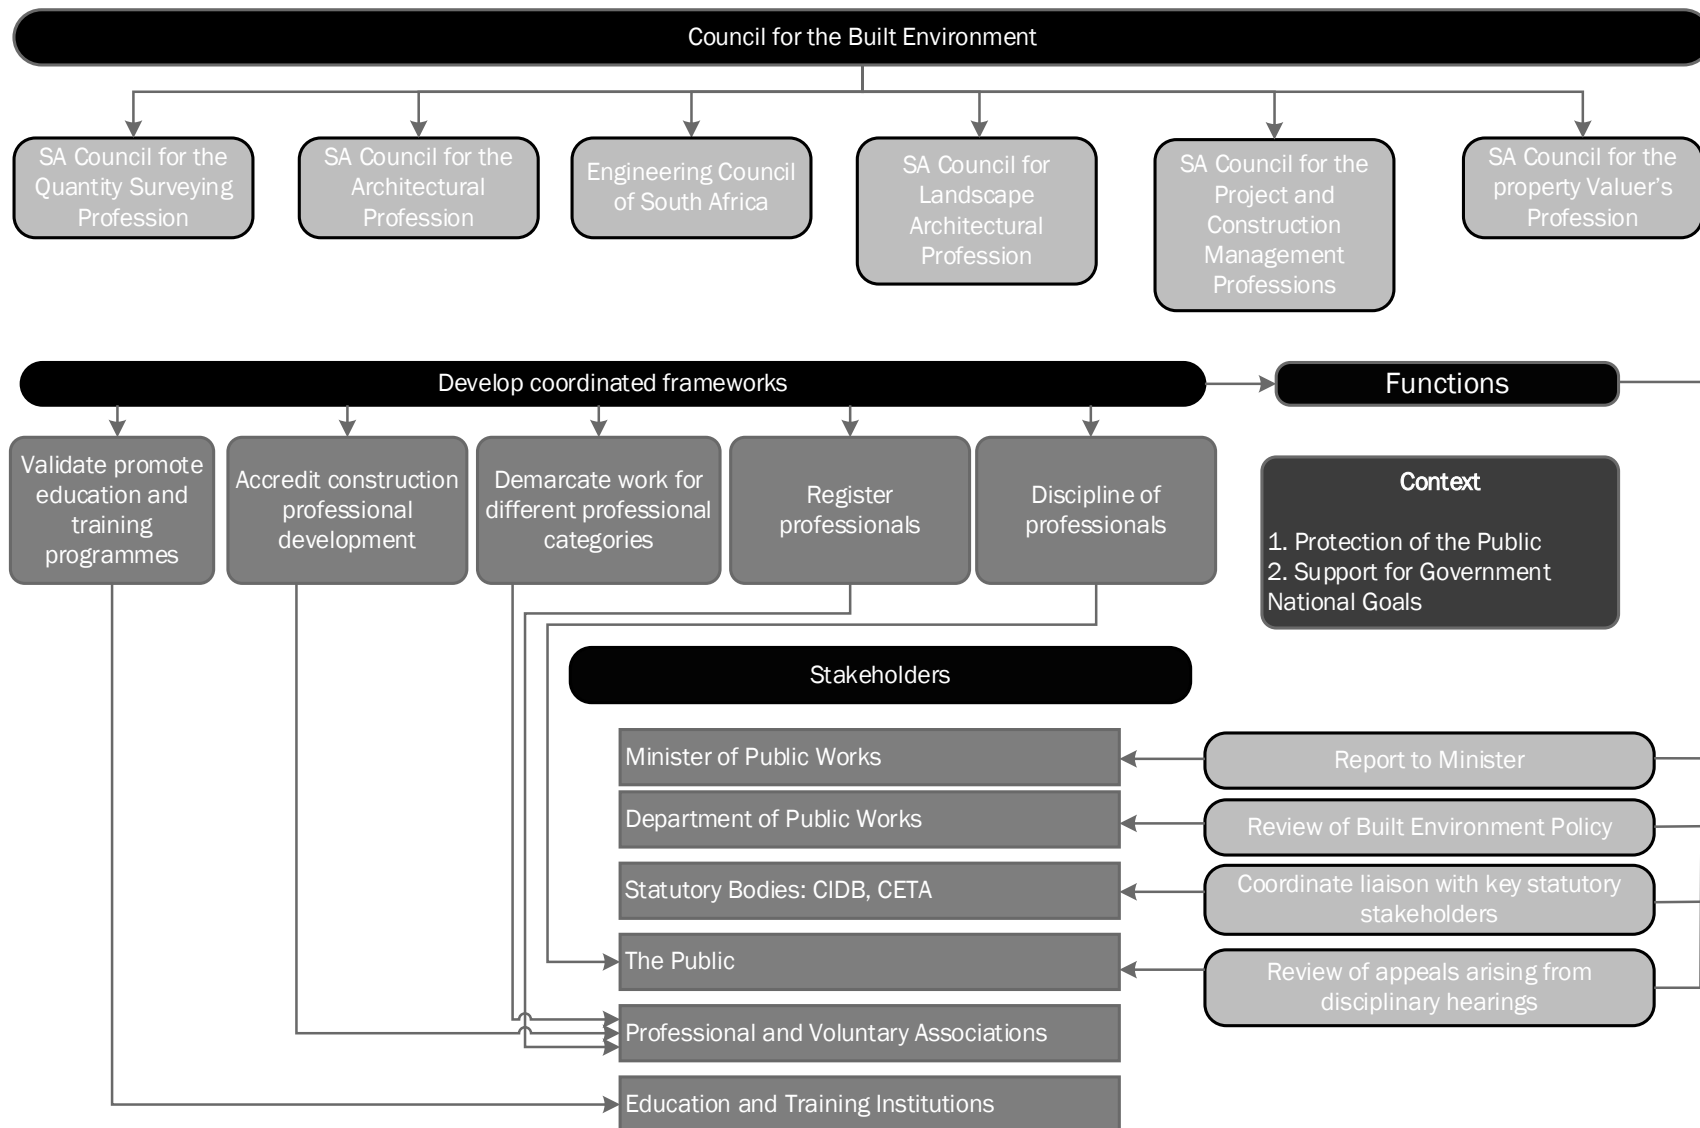 Council for the Built Environment
SA Council for the
Quantity Surveying
Profession
SA Council for the
Architectural
Profession
Engineering Council
of South Africa
SA Council for
Landscape
Architectural
Profession
SA Council for the
Project and
Construction
Management
Professions
SA Council for the
property Valuer's
Profession
Develop coordinated frameworks
Functions
Validate promote
education and
training
programmes
Accredit construction
professional
development
Demarcate work for
different professional
categories
Register
professionals
Discipline of
professionals
Context
1. Protection of the Public
2. Support for Government
National Goals
Stakeholders
Minister of Public Works
Report to Minister
Department of Public Works
Review of Built Environment Policy
Statutory Bodies: CIDB, CETA
Coordinate liaison with key statutory
stakeholders
The Public
Review of appeals arising from
disciplinary hearings
Professional and Voluntary Associations
Education and Training Institutions